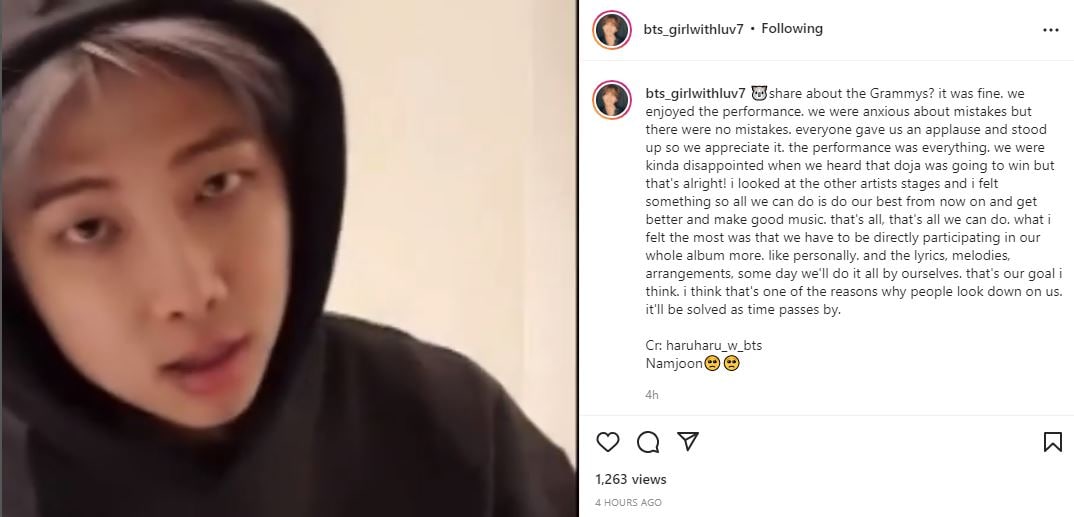 bts_girlwithluv7 • Following
bts_girlwithluv7 🐨share about the Grammys? it was fine. we
enjoyed the performance. we were anxious about mistakes but
there were no mistakes. everyone gave us an applause and stood
up so we appreciate it. the performance was everything. we were
kinda disappointed when we heard that doja was going to win but
that's alright! i looked at the other artists stages and i felt
something so all we can do is do our best from now on and get
better and make good music. that's all, that's all we can do. what i
felt the most was that we have to be directly participating in our
whole album more. like personally. and the lyrics, melodies,
arrangements, some day we'll do it all by ourselves. that's our goal i
think. i think that's one of the reasons why people look down on us.
it'll be solved as time passes by.
Cr: haruharu_w_bts
Namjoon🥺🥺
4h
1,263 views
4 HOURS AGO